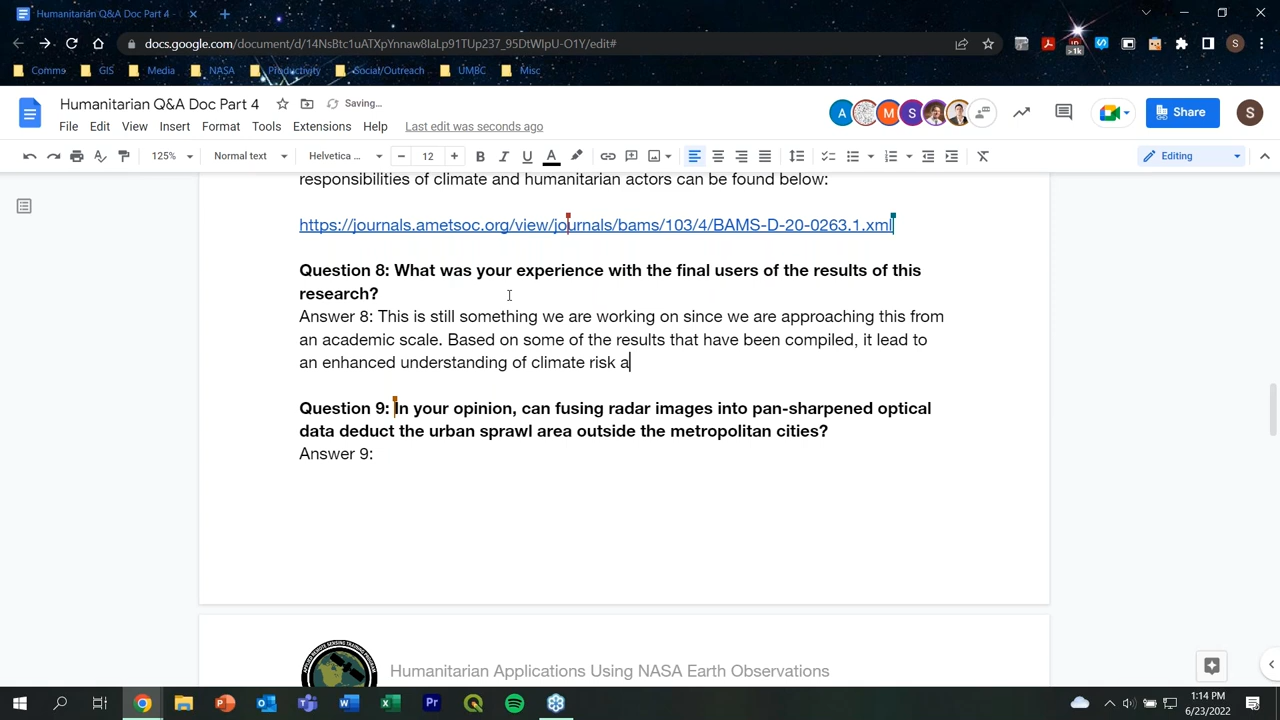 Humanitarian Q&A Doc Part 4
docs.google.com/document/d/14NsBtc1uATXpYnnaw8IaLp91TUp237_95DtWIpU-O1Y/edit#
>1k
S
Comms GIS Media NASA Productivity Social/Outreach UMBC Misc
Humanitarian Q&A Doc Part 4 Saving...
A M S Share S
File Edit View Insert Format Tools Extensions Help Last edit was seconds ago
125% Normal text Helvetica ... 12 B I U A Editing
responsibilities of climate and humanitarian actors can be found below:
https://journals.ametsoc.org/view/journals/bams/103/4/BAMS-D-20-0263.1.xml
Question 8: What was your experience with the final users of the results of this
research?
Answer 8: This is still something we are working on since we are approaching this from
an academic scale. Based on some of the results that have been compiled, it lead to
an enhanced understanding of climate risk a
Question 9: In your opinion, can fusing radar images into pan-sharpened optical
data deduct the urban sprawl area outside the metropolitan cities?
Answer 9:
Humanitarian Applications Using NASA Earth Observations
1:14 PM
6/23/2022